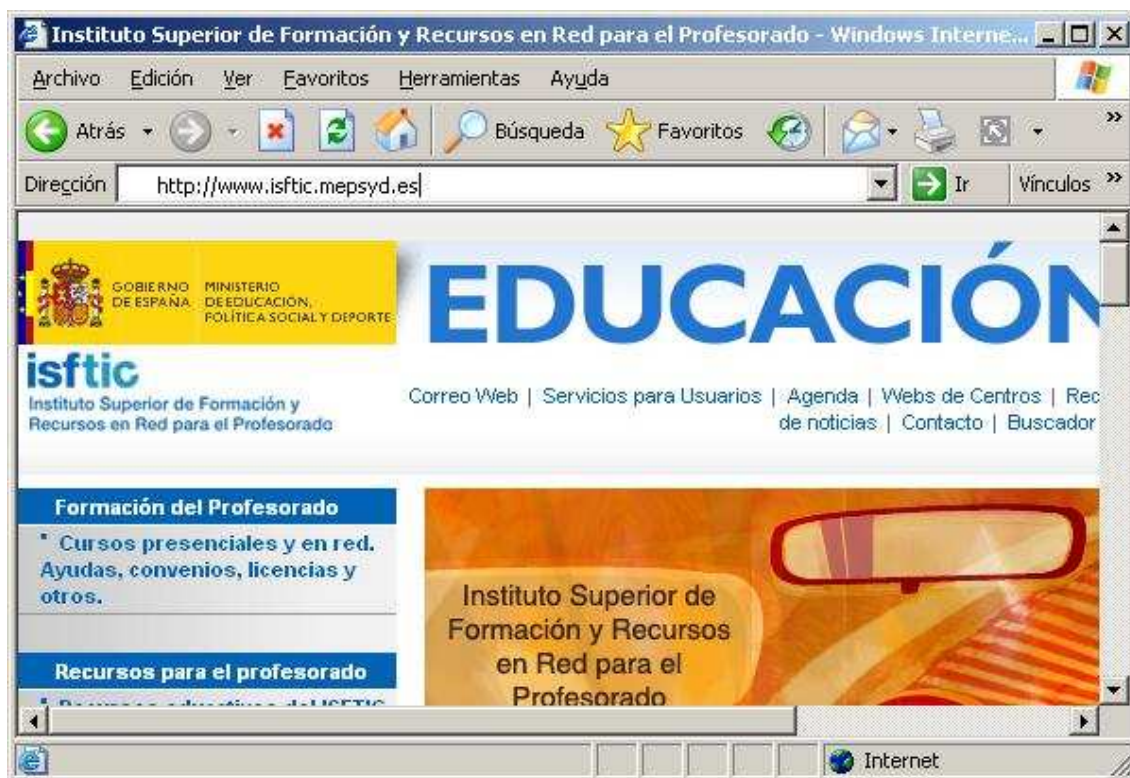 Instituto Superior de Formación y Recursos en Red para el Profesorado - Windows Interne...
Archivo Edición Ver Favoritos Herramientas Ayuda
Atrás Búsqueda Favoritos
Dirección http://www.isftic.mepsyd.es Ir Vínculos
GOBIERNO DE ESPAÑA
MINISTERIO
DE EDUCACIÓN,
POLÍTICA SOCIAL Y DEPORTE
EDUCACIÓN
isftic
Instituto Superior de Formación y
Recursos en Red para el Profesorado
Correo Web | Servicios para Usuarios | Agenda | Webs de Centros | Rec
de noticias | Contacto | Buscador
Formación del Profesorado
Cursos presenciales y en red.
Ayudas, convenios, licencias y
otros.
Recursos para el profesorado
Instituto Superior de
Formación y Recursos
en Red para el
Profesorado
Internet